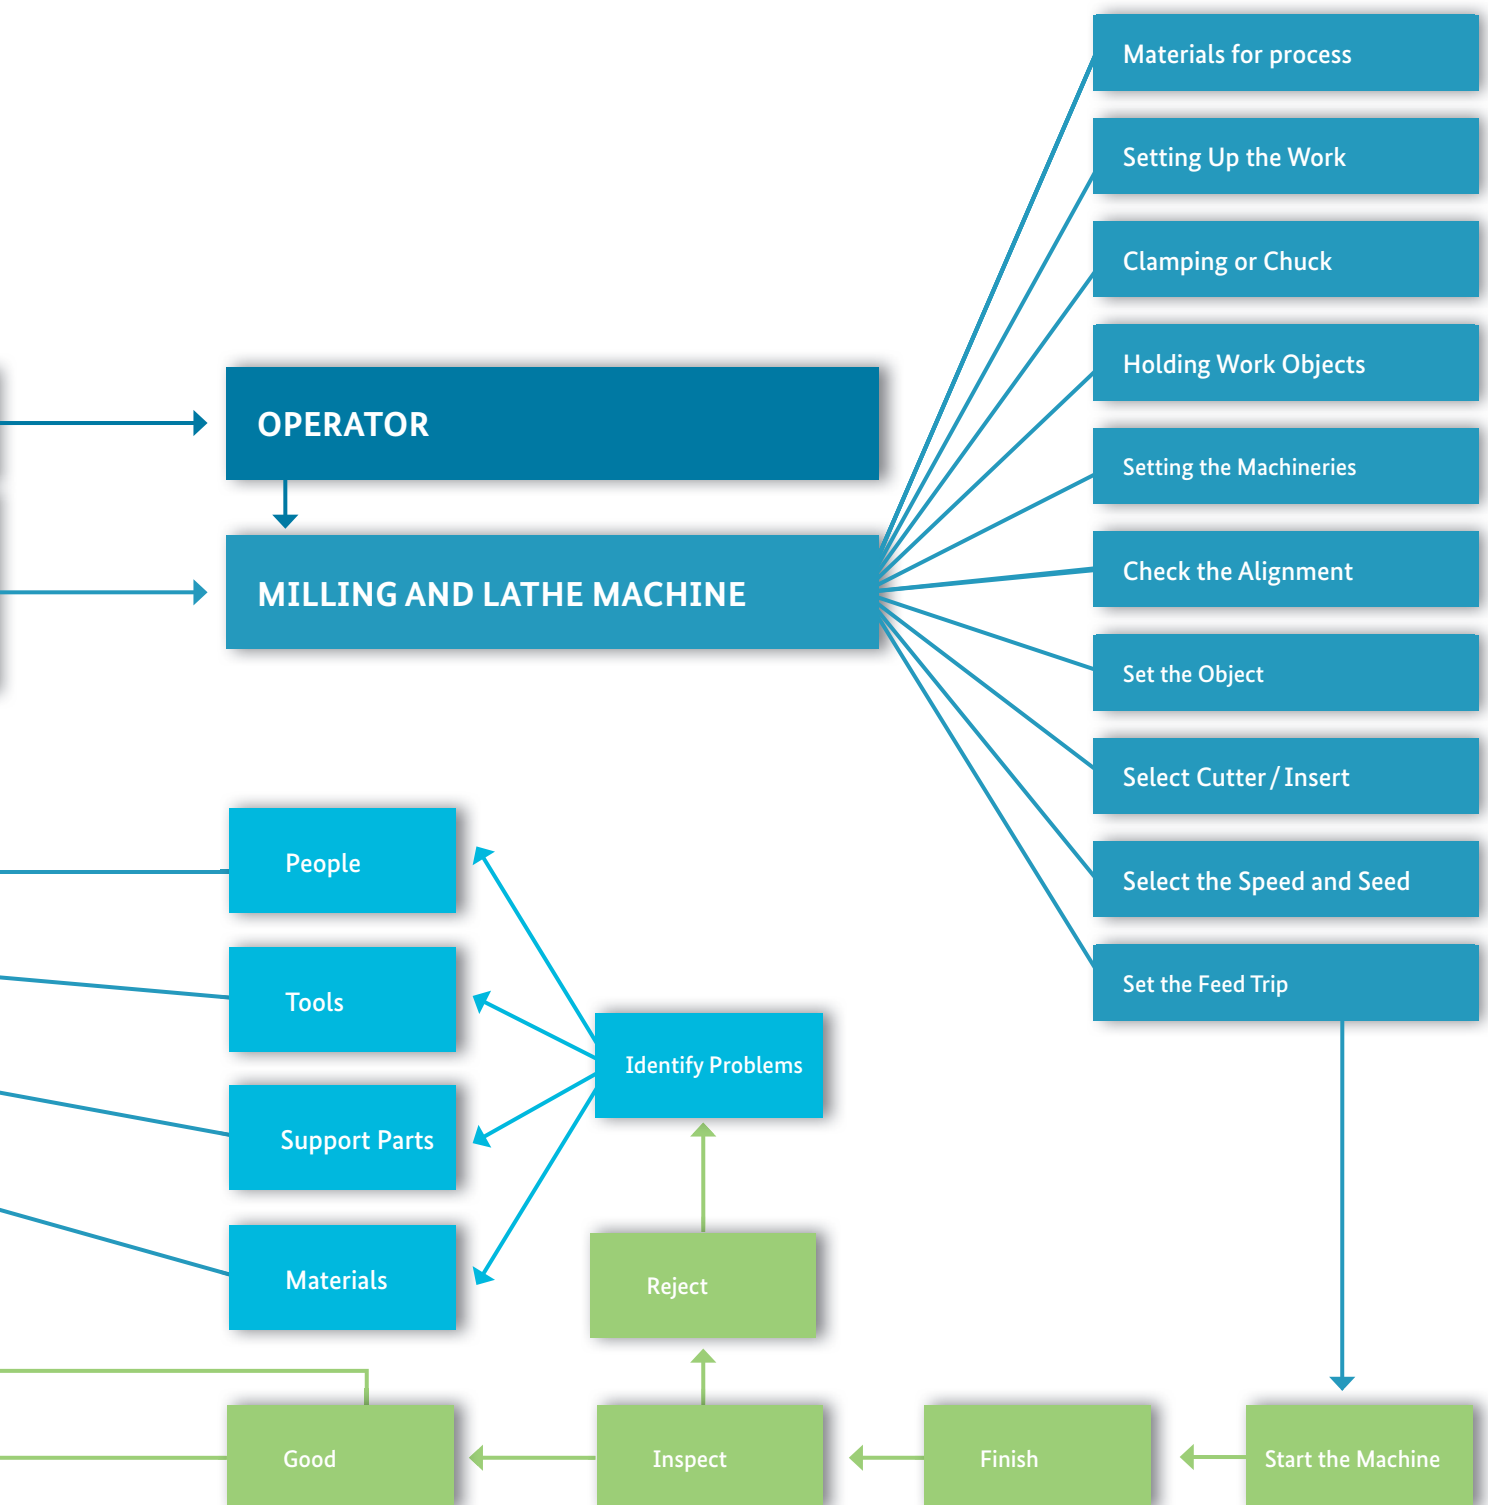 Materials for process
Setting Up the Work
Clamping or Chuck
Holding Work Objects
OPERATOR
Setting the Machineries
Check the Alignment
MILLING AND LATHE MACHINE
Set the Object
Select Cutter / Insert
People
Select the Speed and Seed
Set the Feed Trip
Tools
Identify Problems
Support Parts
Materials
Reject
Good
Inspect
Finish
Start the Machine